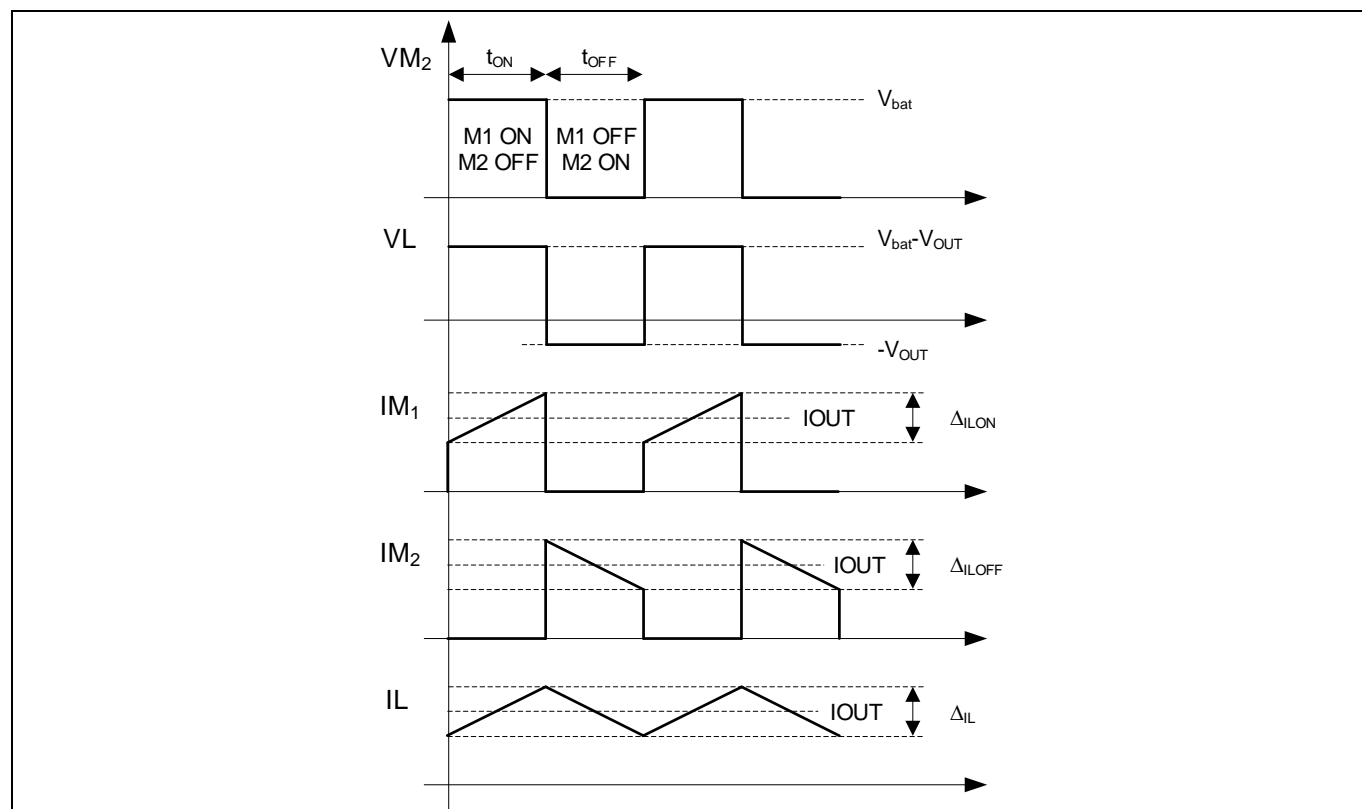 VM2
tON
tOFF
Vbat
M1 ON
M2 OFF
M1 OFF
M2 ON
VL
Vbat-VOUT
-VOUT
IM1
IOUT
ΔILON
IM2
IOUT
ΔILOFF
IL
IOUT
ΔIL